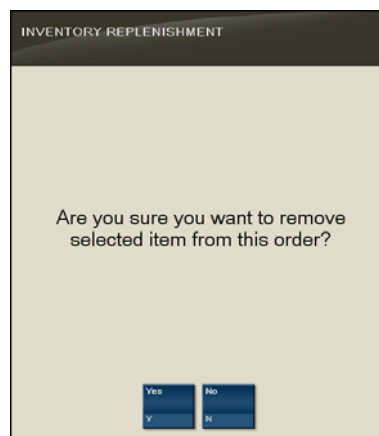 INVENTORY REPLENISHMENT
Are you sure you want to remove
selected item from this order?
Yes No
Y N